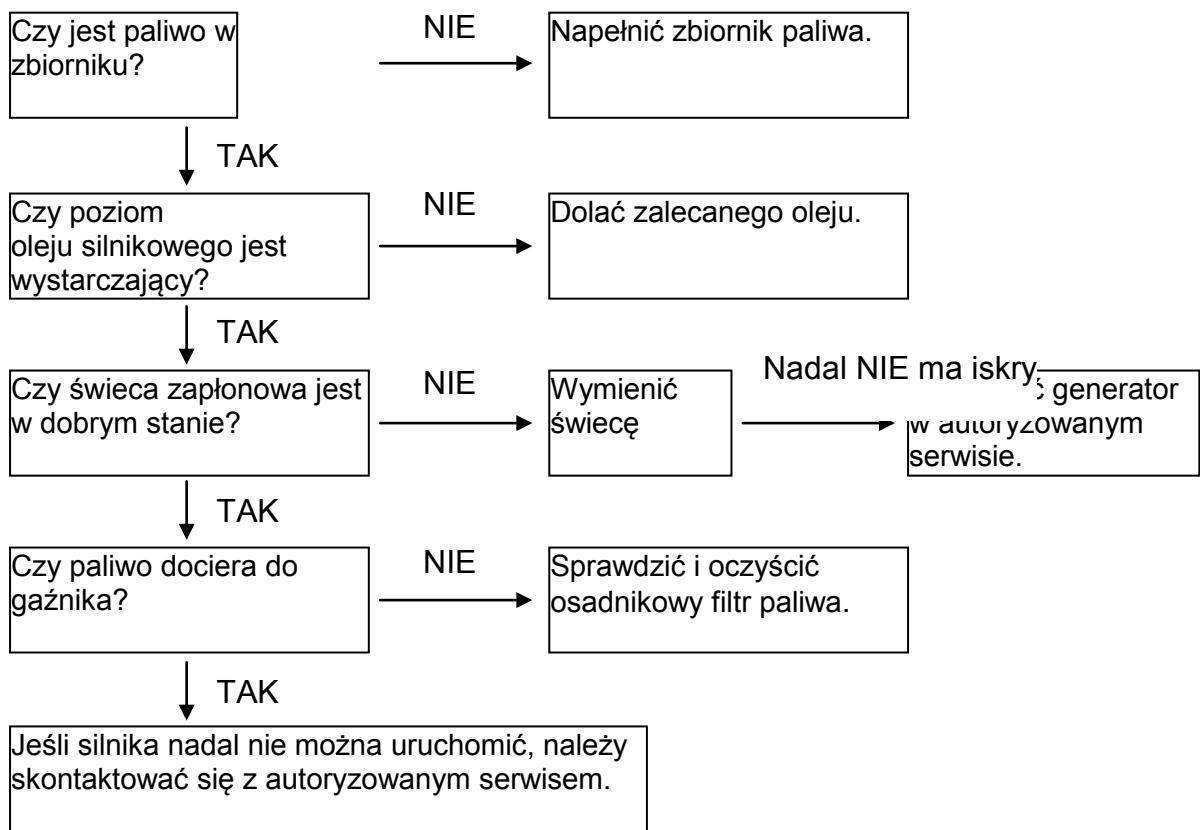 Czy jest paliwo w
zbiorniku?
NIE
Napełnić zbiornik paliwa.
TAK
Czy poziom
oleju silnikowego jest
wystarczający?
NIE
Dolać zalecanego oleju.
TAK
Czy świeca zapłonowa jest
w dobrym stanie?
NIE
Wymienić
świecę
Nadal NIE ma iskry
generator
w autoryzowanym
serwisie.
TAK
Czy paliwo dociera do
gaźnika?
NIE
Sprawdzić i oczyścić
osadnikowy filtr paliwa.
TAK
Jeśli silnika nadal nie można uruchomić, należy
skontaktować się z autoryzowanym serwisem.